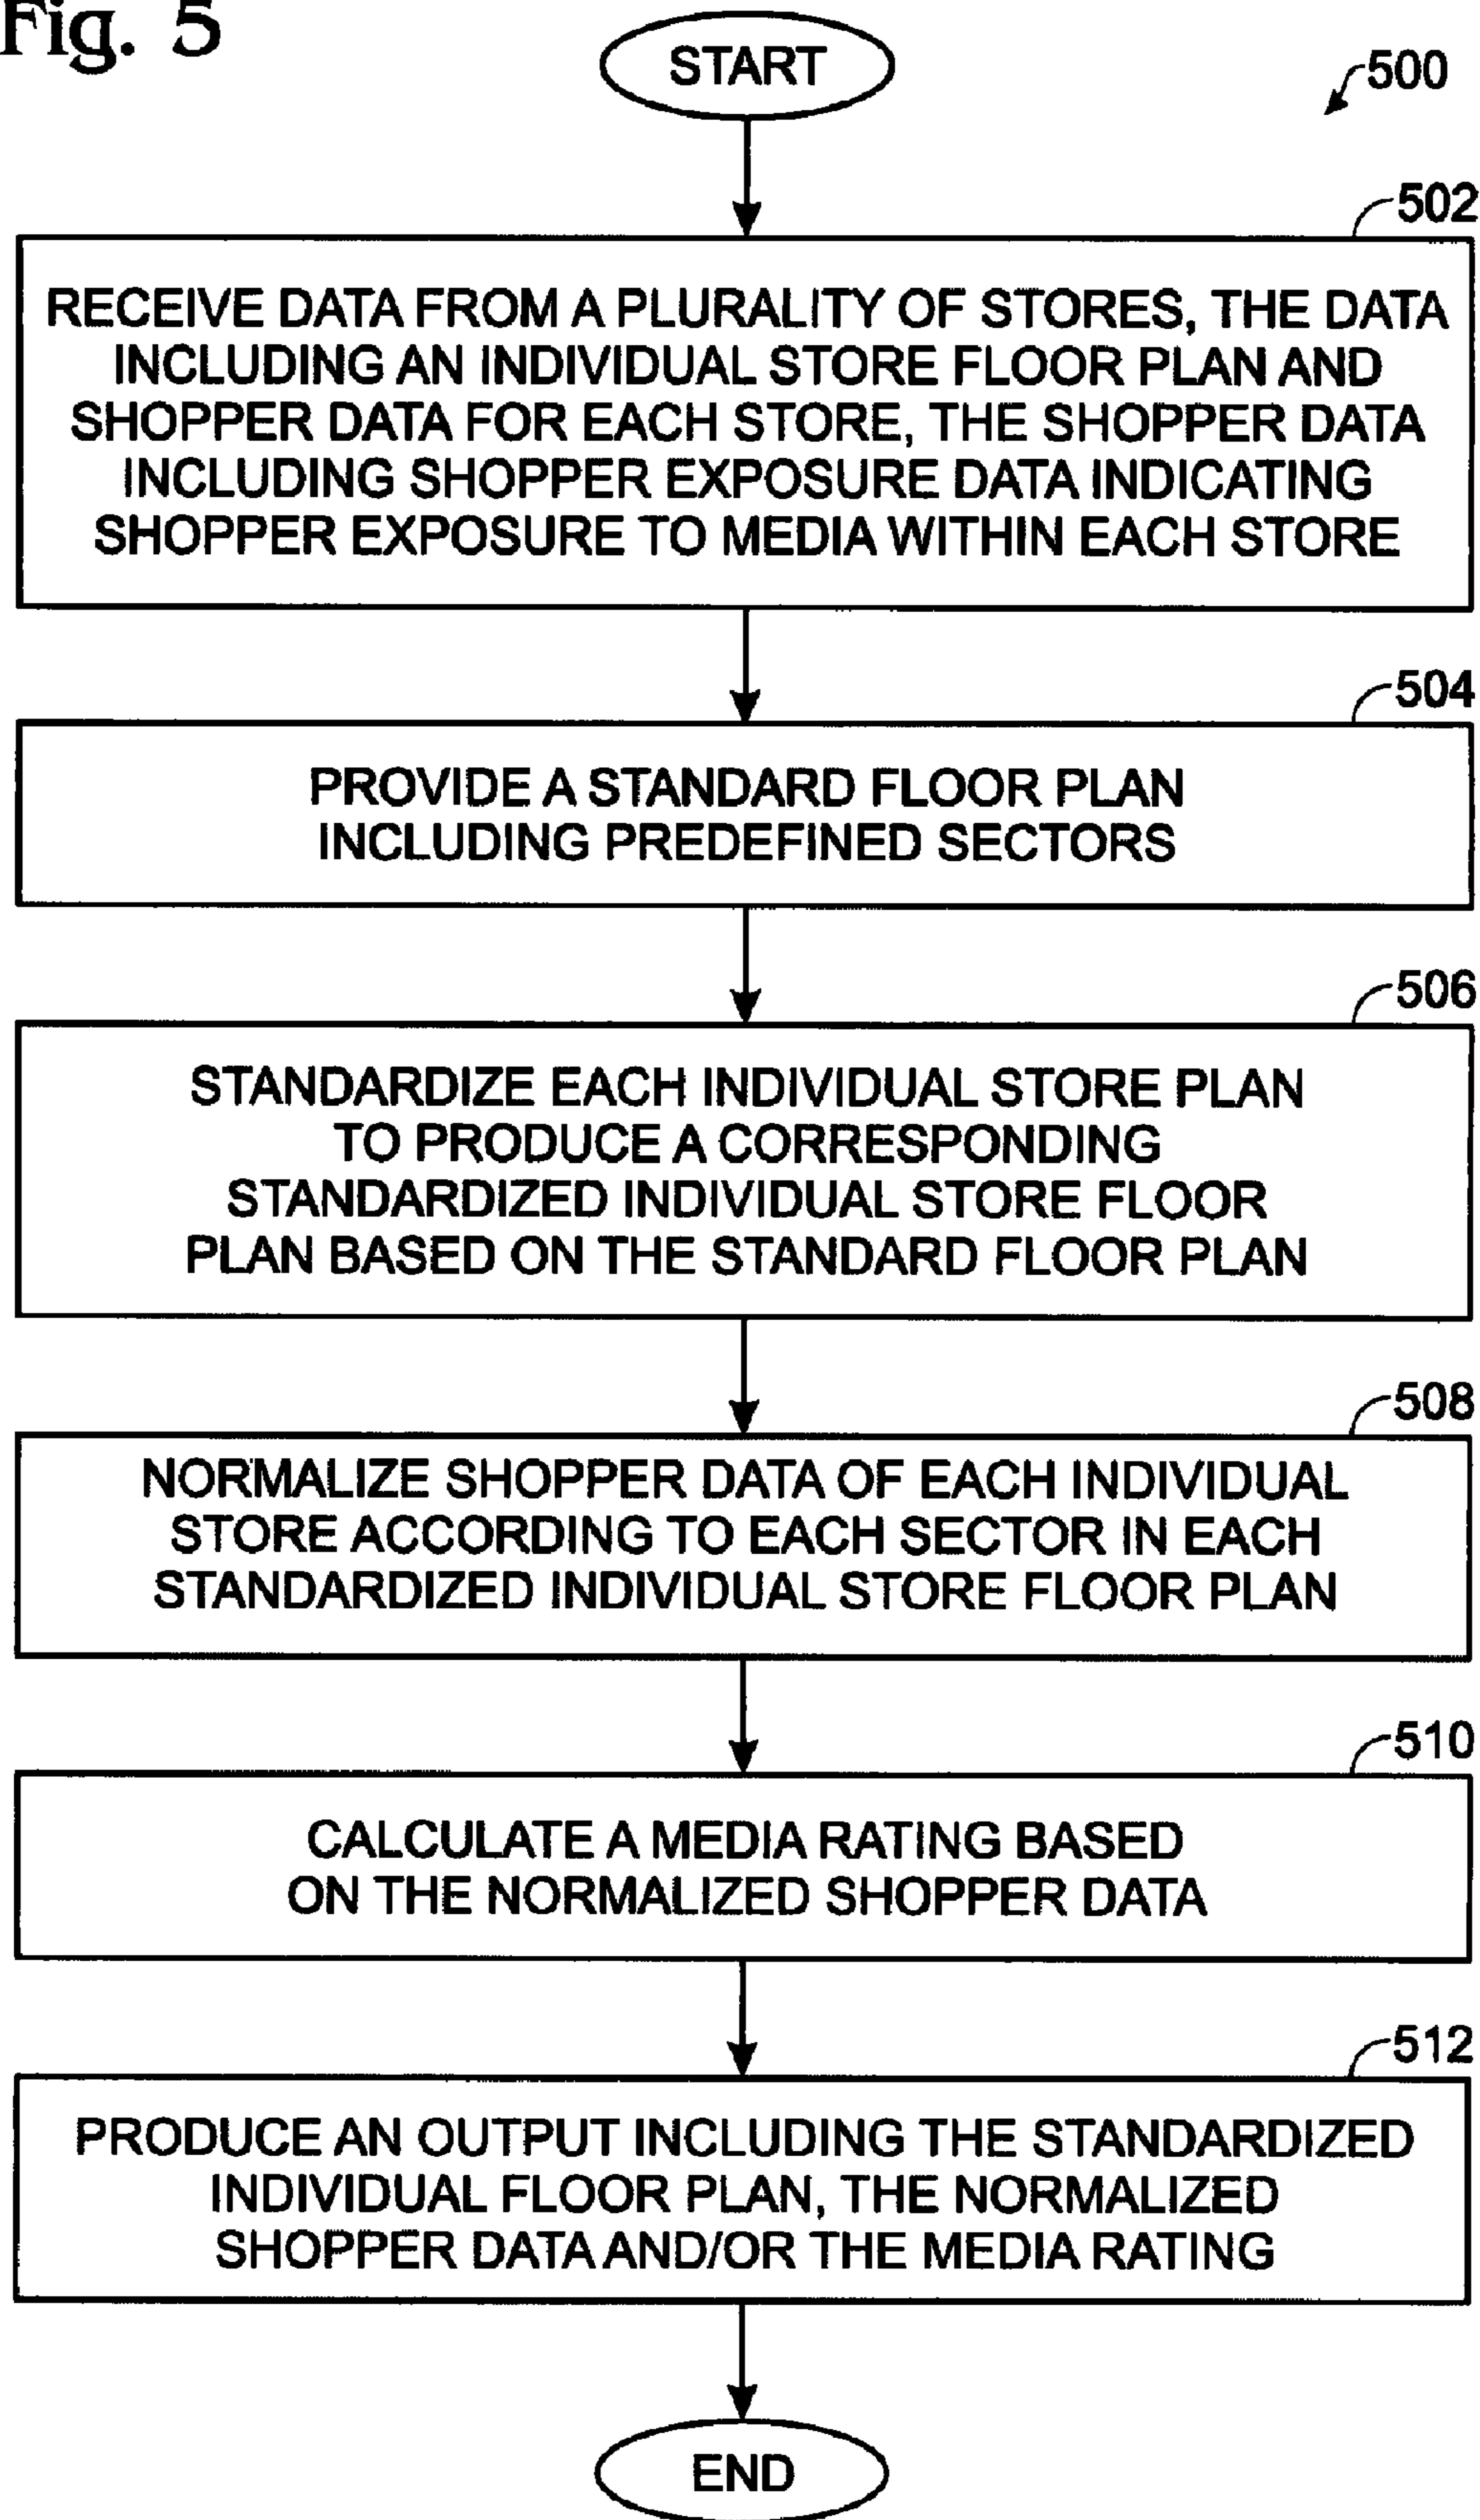 Fig. 5
START
500
502
RECEIVE DATA FROM A PLURALITY OF STORES, THE DATA
INCLUDING AN INDIVIDUAL STORE FLOOR PLAN AND
SHOPPER DATA FOR EACH STORE, THE SHOPPER DATA
INCLUDING SHOPPER EXPOSURE DATA INDICATING
SHOPPER EXPOSURE TO MEDIA WITHIN EACH STORE
504
PROVIDE A STANDARD FLOOR PLAN
INCLUDING PREDEFINED SECTORS
506
STANDARDIZE EACH INDIVIDUAL STORE PLAN
TO PRODUCE A CORRESPONDING
STANDARDIZED INDIVIDUAL STORE FLOOR
PLAN BASED ON THE STANDARD FLOOR PLAN
508
NORMALIZE SHOPPER DATA OF EACH INDIVIDUAL
STORE ACCORDING TO EACH SECTOR IN EACH
STANDARDIZED INDIVIDUAL STORE FLOOR PLAN
510
CALCULATE A MEDIA RATING BASED
ON THE NORMALIZED SHOPPER DATA
512
PRODUCE AN OUTPUT INCLUDING THE STANDARDIZED
INDIVIDUAL FLOOR PLAN, THE NORMALIZED
SHOPPER DATA AND/OR THE MEDIA RATING
END